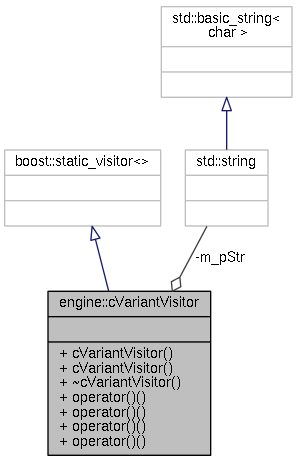 std::basic_string<
char >
boost::static_visitor<>
std::string
-m_pStr
engine::cVariantVisitor
+ cVariantVisitor()
+ cVariantVisitor()
+ ~cVariantVisitor()
+ operator()()
+ operator()()
+ operator()()
+ operator()()